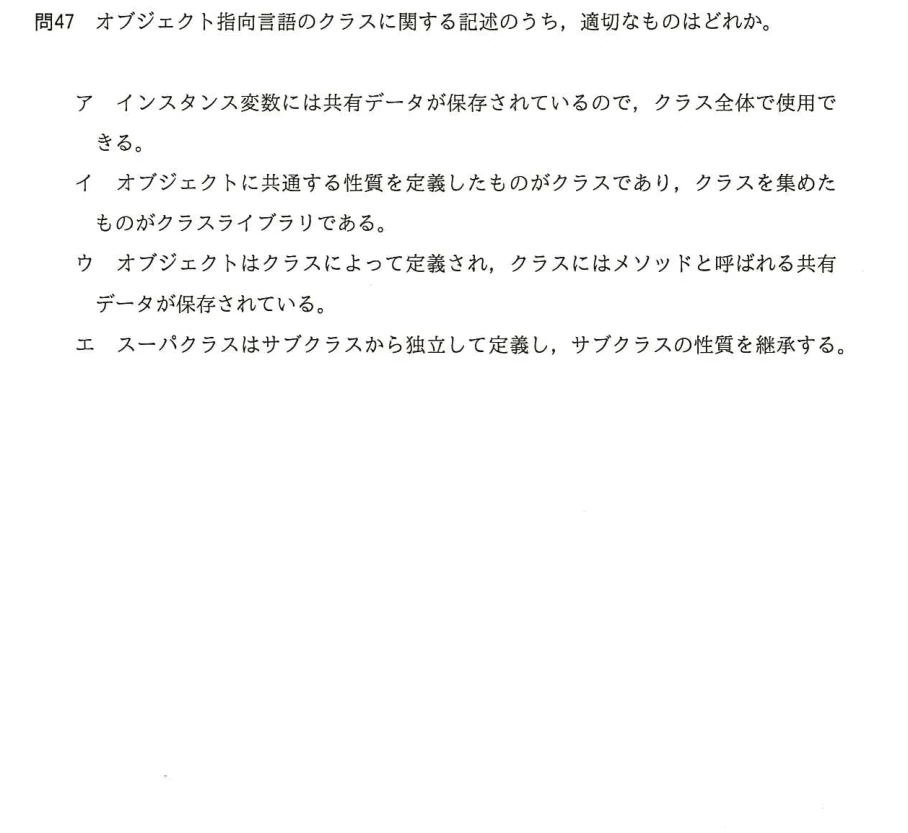 問47　オブジェクト指向言語のクラスに関する記述のうち，適切なものはどれか。
ア　インスタンス変数には共有データが保存されているので，クラス全体で使用で
きる。
イ　オブジェクトに共通する性質を定義したものがクラスであり，クラスを集めた
ものがクラスライブラリである。
ウ　オブジェクトはクラスによって定義され，クラスにはメソッドと呼ばれる共有
データが保存されている。
エ　スーパクラスはサブクラスから独立して定義し，サブクラスの性質を継承する。